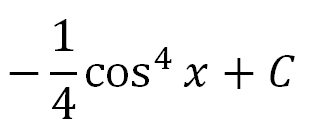 −1/4 cos⁴ x + C